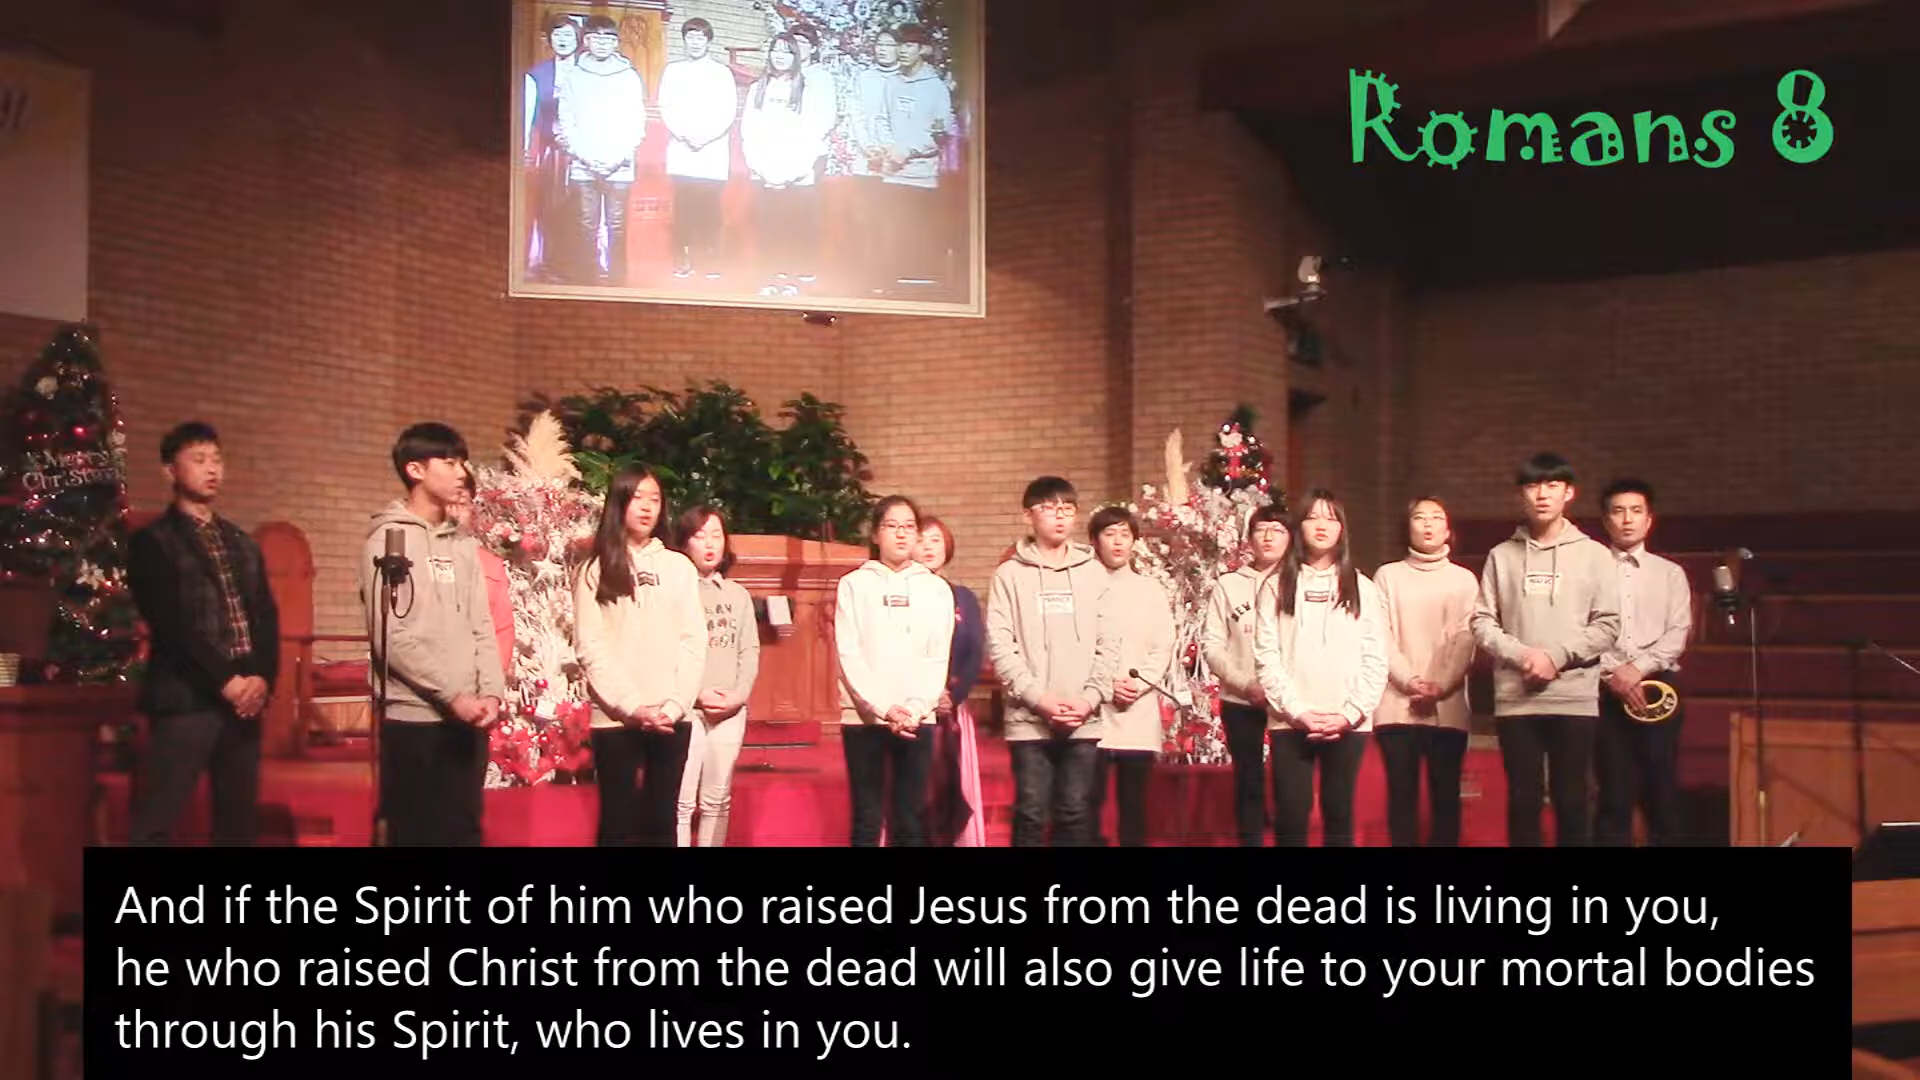 Romans 8
Merry
Christmas
And if the Spirit of him who raised Jesus from the dead is living in you,
he who raised Christ from the dead will also give life to your mortal bodies
through his Spirit, who lives in you.